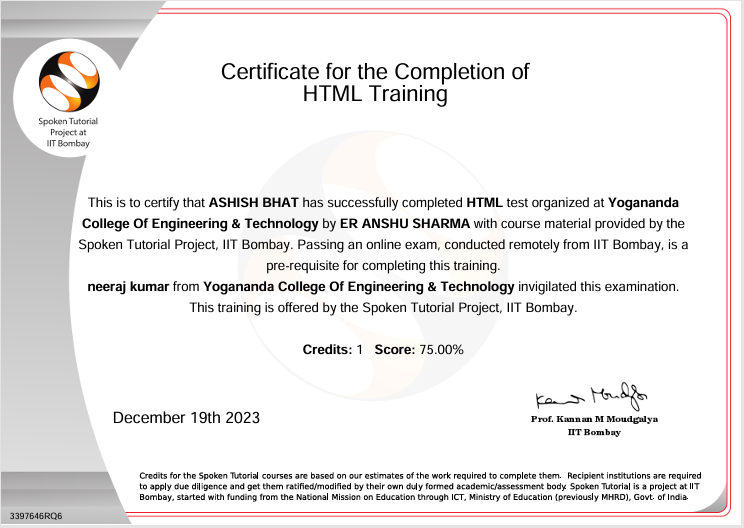 Certificate for the Completion of
HTML Training
Spoken Tutorial
Project at
IIT Bombay
This is to certify that ASHISH BHAT has successfully completed HTML test organized at Yogananda
College Of Engineering & Technology by ER ANSHU SHARMA with course material provided by the
Spoken Tutorial Project, IIT Bombay. Passing an online exam, conducted remotely from IIT Bombay, is a
pre-requisite for completing this training.
neeraj kumar from Yogananda College Of Engineering & Technology invigilated this examination.
This training is offered by the Spoken Tutorial Project, IIT Bombay.
Credits: 1 Score: 75.00%
December 19th 2023
Prof. Kannan M Moudgalya
IIT Bombay
Credits for the Spoken Tutorial courses are based on our estimates of the work required to complete them. Recipient institutions are required
to apply due diligence and get them ratified/modified by their own duly formed academic/assessment body. Spoken Tutorial is a project at IIT
Bombay, started with funding from the National Mission on Education through ICT, Ministry of Education (previously MHRD), Govt. of India.
3397646RQ6